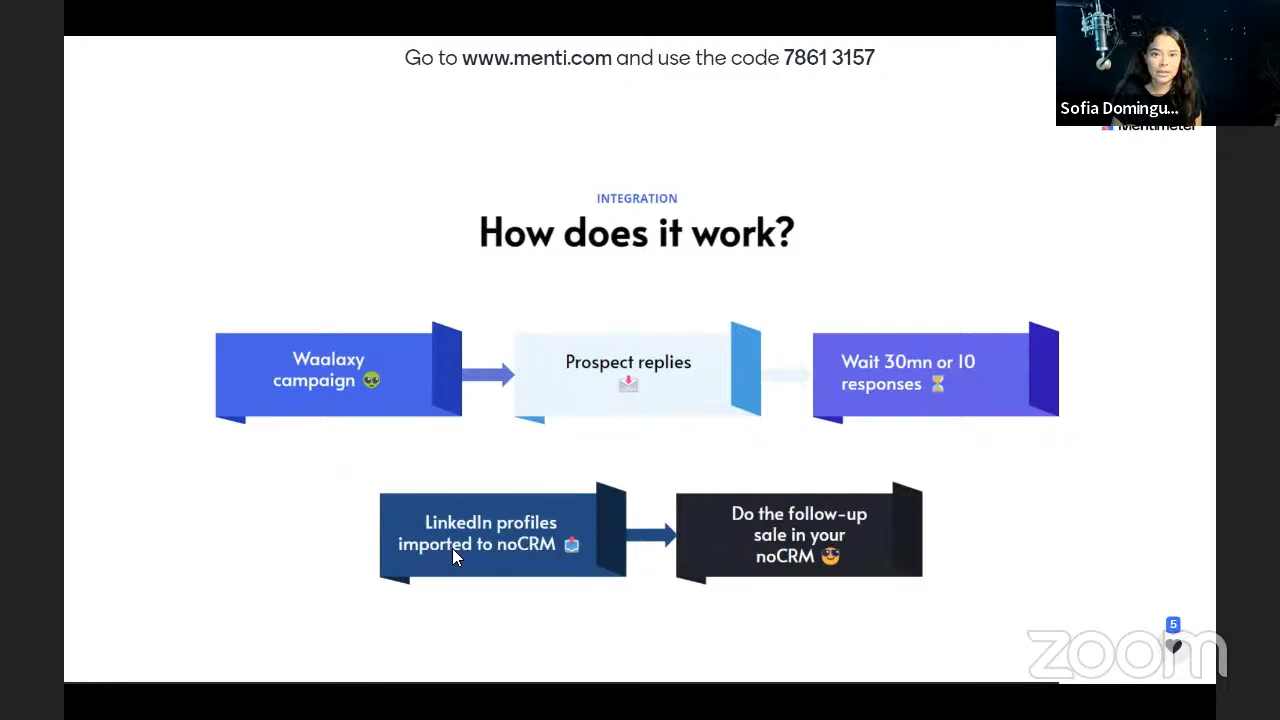 Go to www.menti.com and use the code 7861 3157
Sofia Domingu...
Mentimeter
INTEGRATION
How does it work?
Waalaxy
campaign
Prospect replies
Wait 30mn or 10
responses
LinkedIn profiles
imported to noCRM
Do the follow-up
sale in your
noCRM
5
zoom